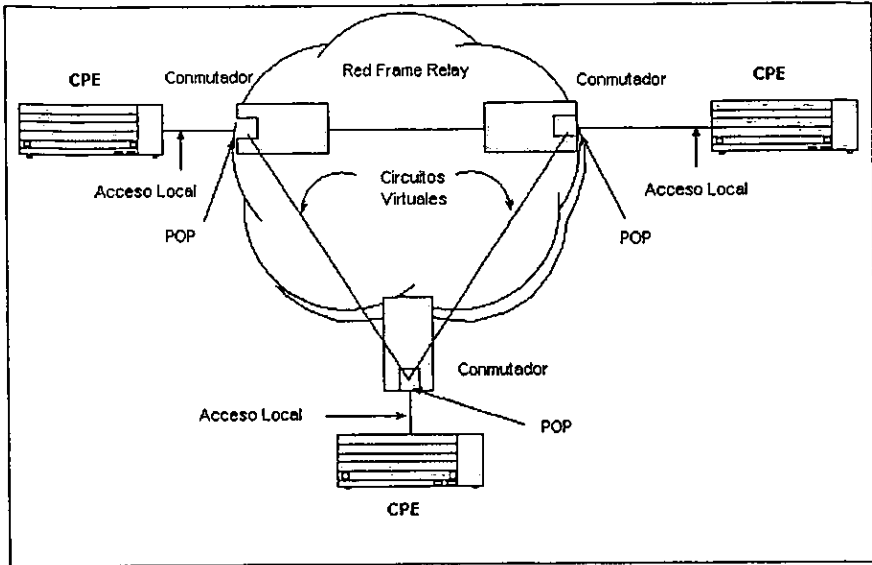 Red Frame Relay
CPE
Conmutador
Conmutador
CPE
Acceso Local
Circuitos
Virtuales
Acceso Local
POP
POP
Conmutador
Acceso Local
POP
CPE